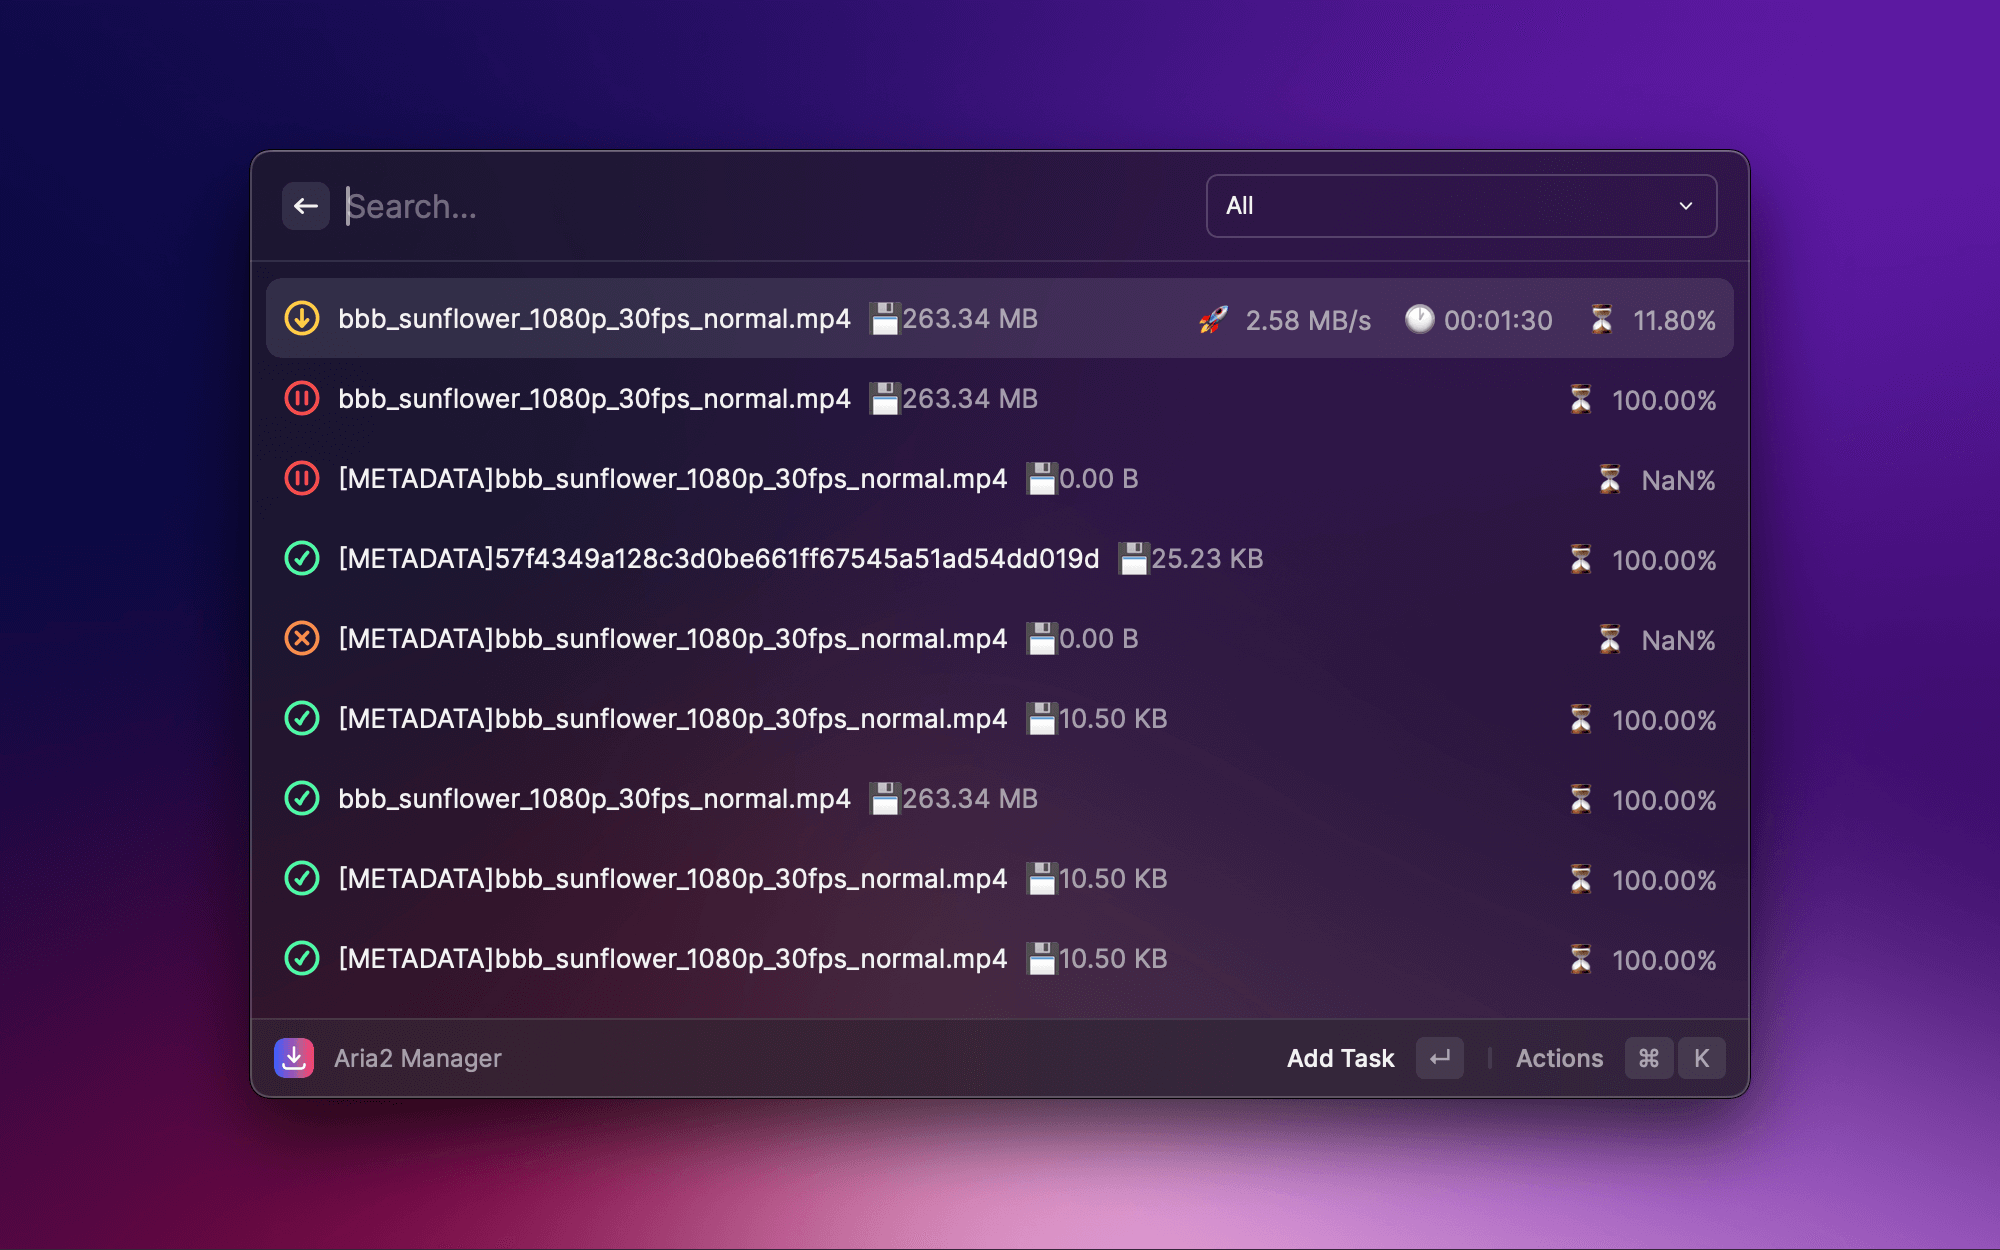 Search...
All
bbb_sunflower_1080p_30fps_normal.mp4 263.34 MB 2.58 MB/s 00:01:30 11.80%
bbb_sunflower_1080p_30fps_normal.mp4 263.34 MB 100.00%
[METADATA]bbb_sunflower_1080p_30fps_normal.mp4 0.00 B NaN%
[METADATA]57f4349a128c3d0be661ff67545a51ad54dd019d 25.23 KB 100.00%
[METADATA]bbb_sunflower_1080p_30fps_normal.mp4 0.00 B NaN%
[METADATA]bbb_sunflower_1080p_30fps_normal.mp4 10.50 KB 100.00%
bbb_sunflower_1080p_30fps_normal.mp4 263.34 MB 100.00%
[METADATA]bbb_sunflower_1080p_30fps_normal.mp4 10.50 KB 100.00%
[METADATA]bbb_sunflower_1080p_30fps_normal.mp4 10.50 KB 100.00%
Aria2 Manager Add Task ↵ Actions ⌘ K